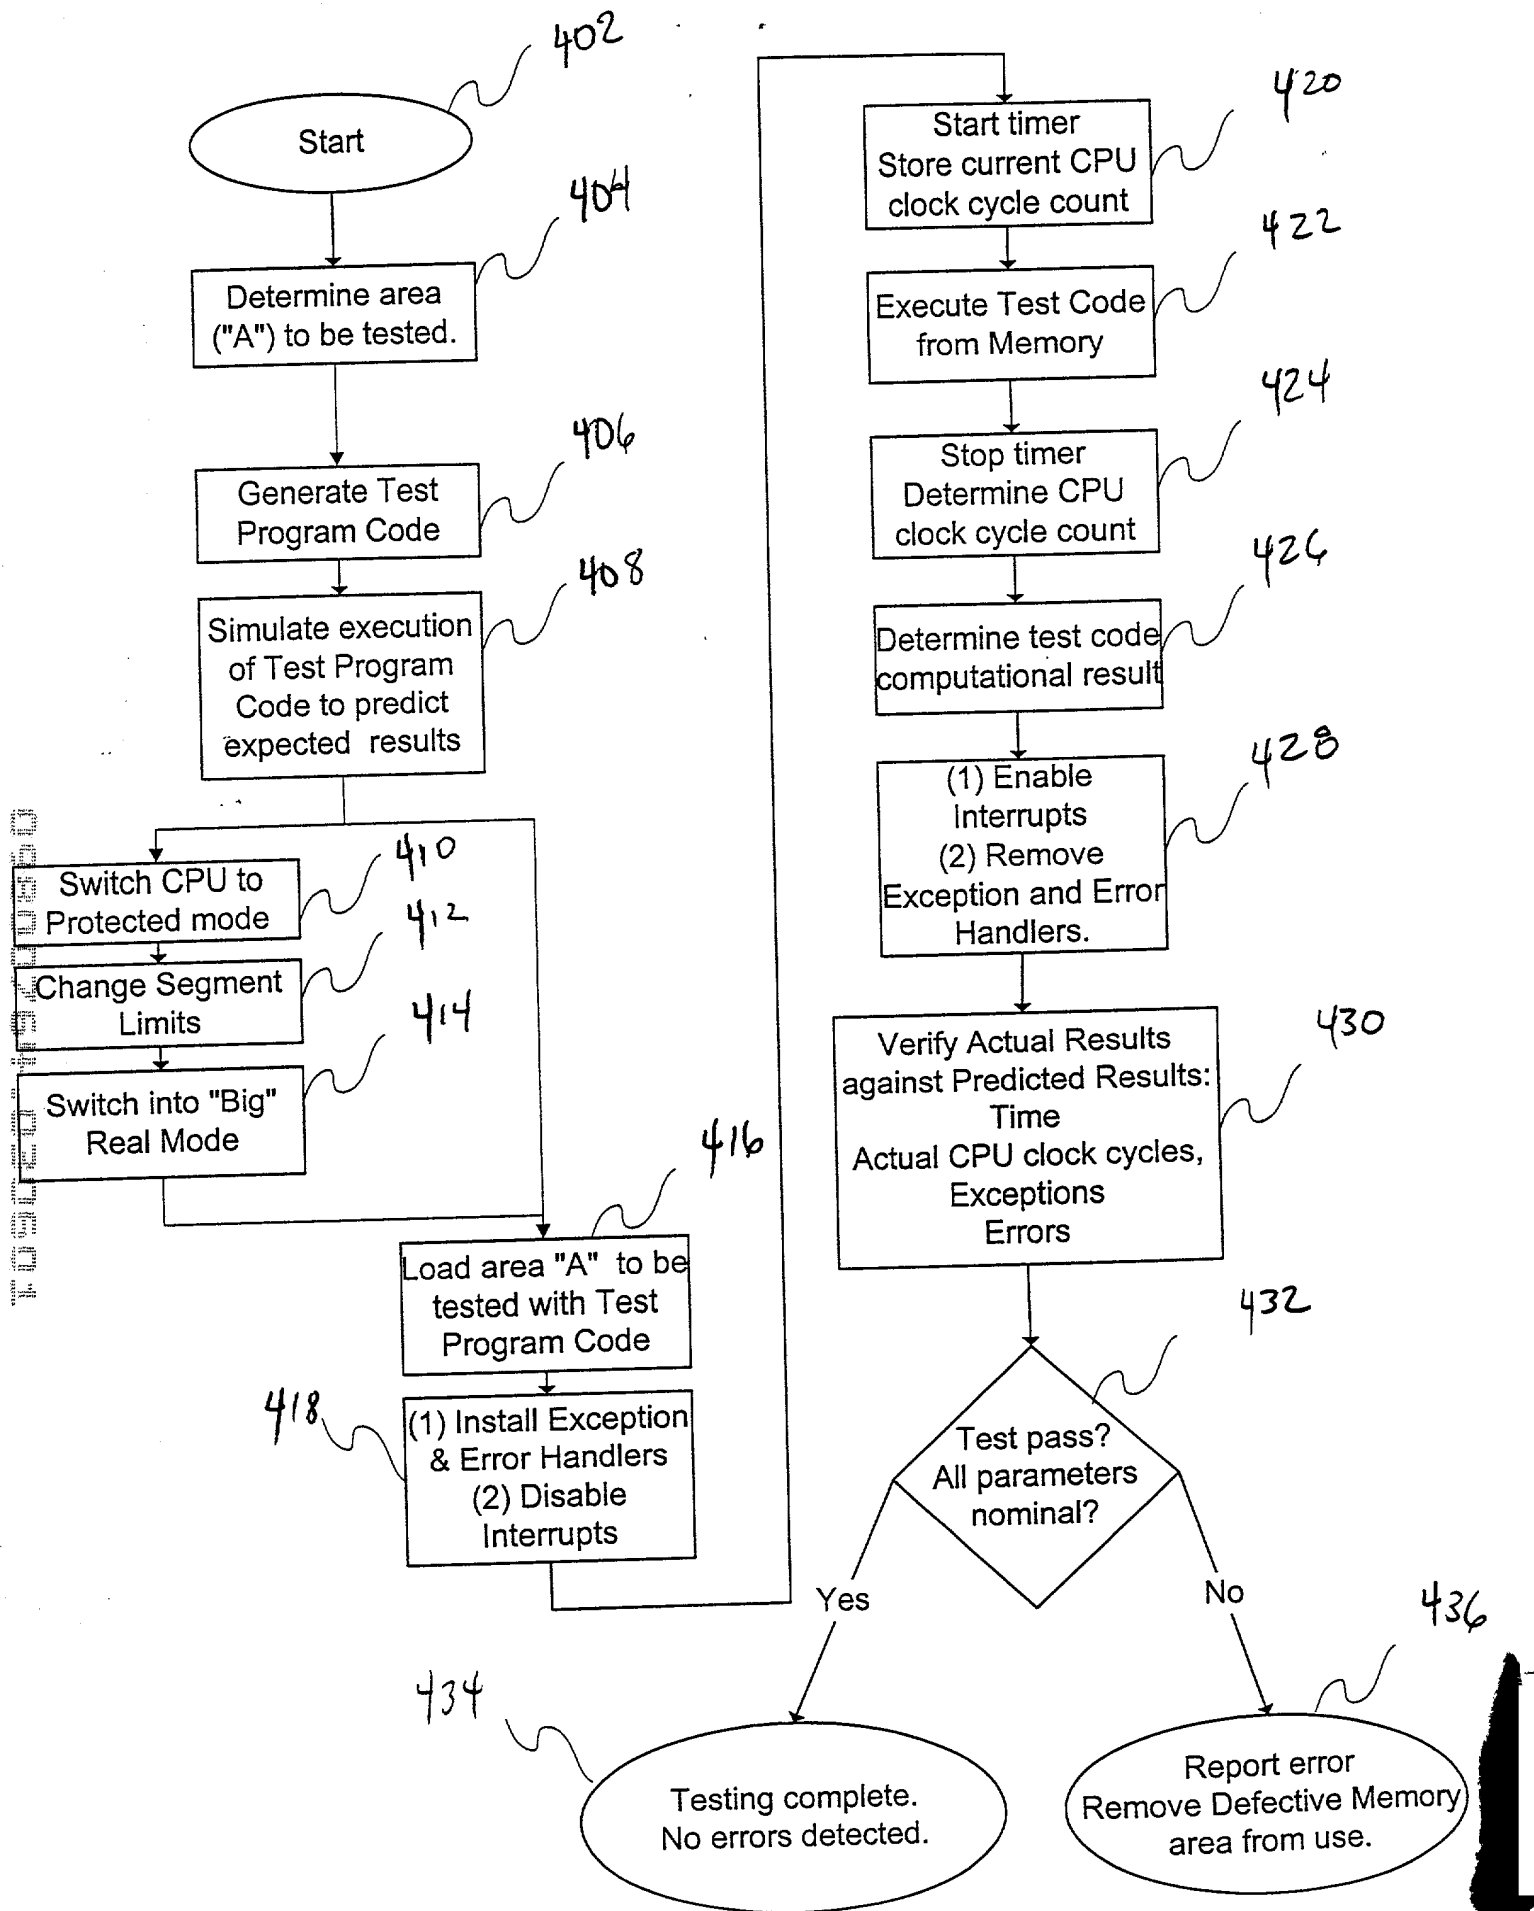 402
Start
404
Determine area
("A") to be tested.
406
Generate Test
Program Code
408
Simulate execution
of Test Program
Code to predict
expected results
410
Switch CPU to
Protected mode
412
Change Segment
Limits
414
Switch into "Big"
Real Mode
416
Load area "A" to be
tested with Test
Program Code
418
(1) Install Exception
& Error Handlers
(2) Disable
Interrupts
420
Start timer
Store current CPU
clock cycle count
422
Execute Test Code
from Memory
424
Stop timer
Determine CPU
clock cycle count
426
Determine test code
computational result
428
(1) Enable
Interrupts
(2) Remove
Exception and Error
Handlers.
430
Verify Actual Results
against Predicted Results:
Time
Actual CPU clock cycles,
Exceptions
Errors
432
Test pass?
All parameters
nominal?
Yes
No
434
Testing complete.
No errors detected.
436
Report error
Remove Defective Memory
area from use.